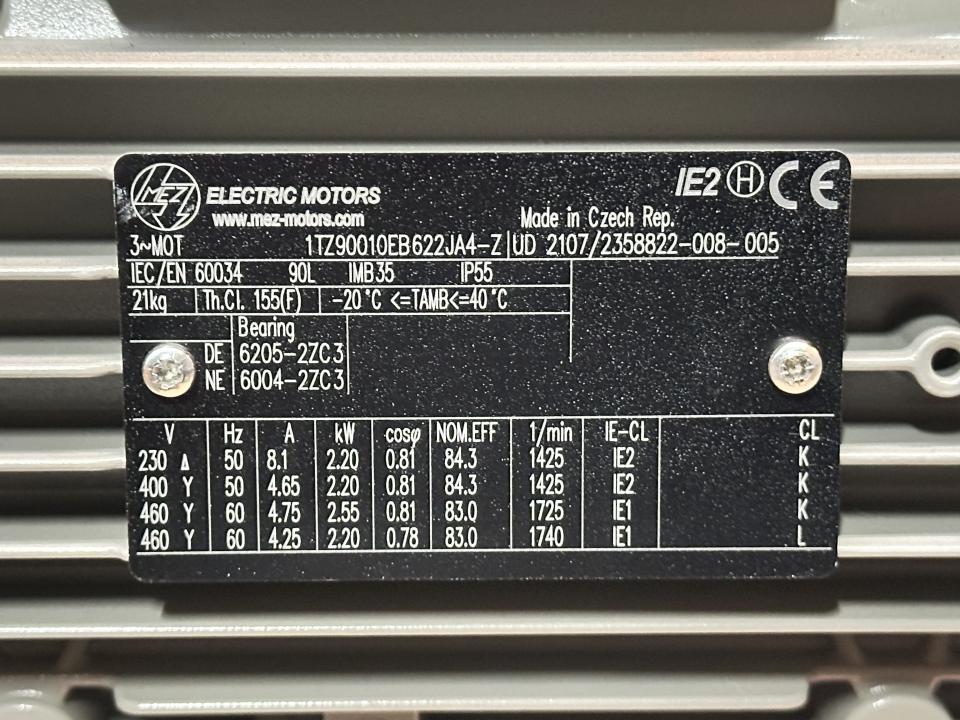 MEZ ELECTRIC MOTORS IE2 H CE
www.mez-motors.com Made in Czech Rep.
3~MOT 1TZ90010EB622JA4-Z UD 2107/2358822-008-005
IEC/EN 60034 90L IMB35 IP55
21kg Th.Cl. 155(F) -20°C <=TAMB<=40°C
Bearing
DE 6205-2ZC3
NE 6004-2ZC3
V Hz A kW cosφ NOM.EFF 1/min IE-CL CL
230 Δ 50 8.1 2.20 0.81 84.3 1425 IE2 K
400 Y 50 4.65 2.20 0.81 84.3 1425 IE2 K
460 Y 60 4.75 2.55 0.81 83.0 1725 IE1 K
460 Y 60 4.25 2.20 0.78 83.0 1740 IE1 L